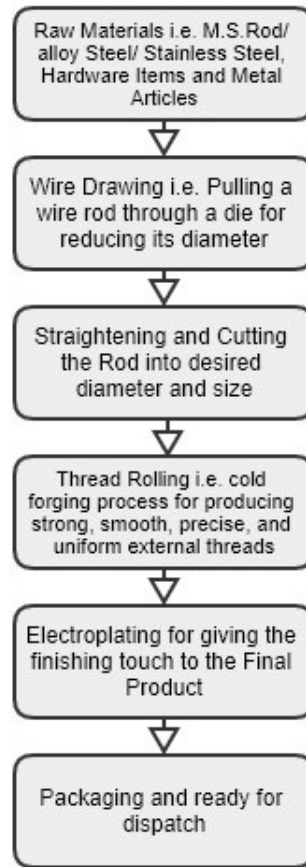 Raw Materials i.e. M.S.Rod/
alloy Steel/ Stainless Steel,
Hardware Items and Metal
Articles
Wire Drawing i.e. Pulling a
wire rod through a die for
reducing its diameter
Straightening and Cutting
the Rod into desired
diameter and size
Thread Rolling i.e. cold
forging process for producing
strong, smooth, precise, and
uniform external threads
Electroplating for giving the
finishing touch to the Final
Product
Packaging and ready for
dispatch